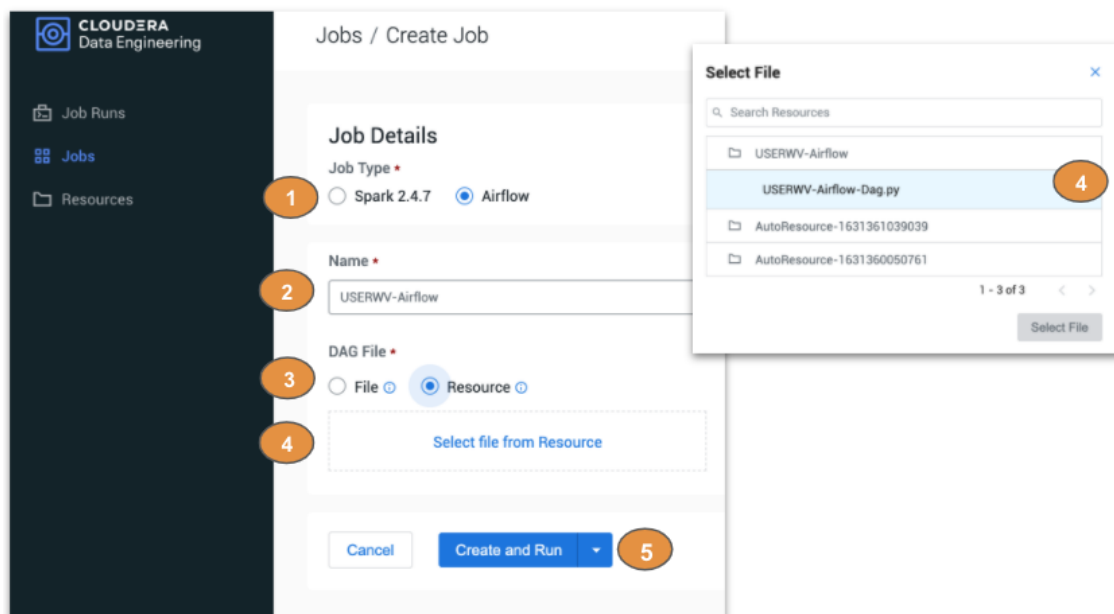 CLOUDERA
Data Engineering
Job Runs
Jobs
Resources
Jobs / Create Job
Job Details
Job Type *
1
Spark 2.4.7 Airflow
Name *
2
USERWV-Airflow
DAG File *
3
File Resource
4
Select file from Resource
Cancel Create and Run 5
Select File
Search Resources
USERWV-Airflow
USERWV-Airflow-Dag.py 4
AutoResource-1631361039039
AutoResource-1631360050761
1 - 3 of 3
Select File